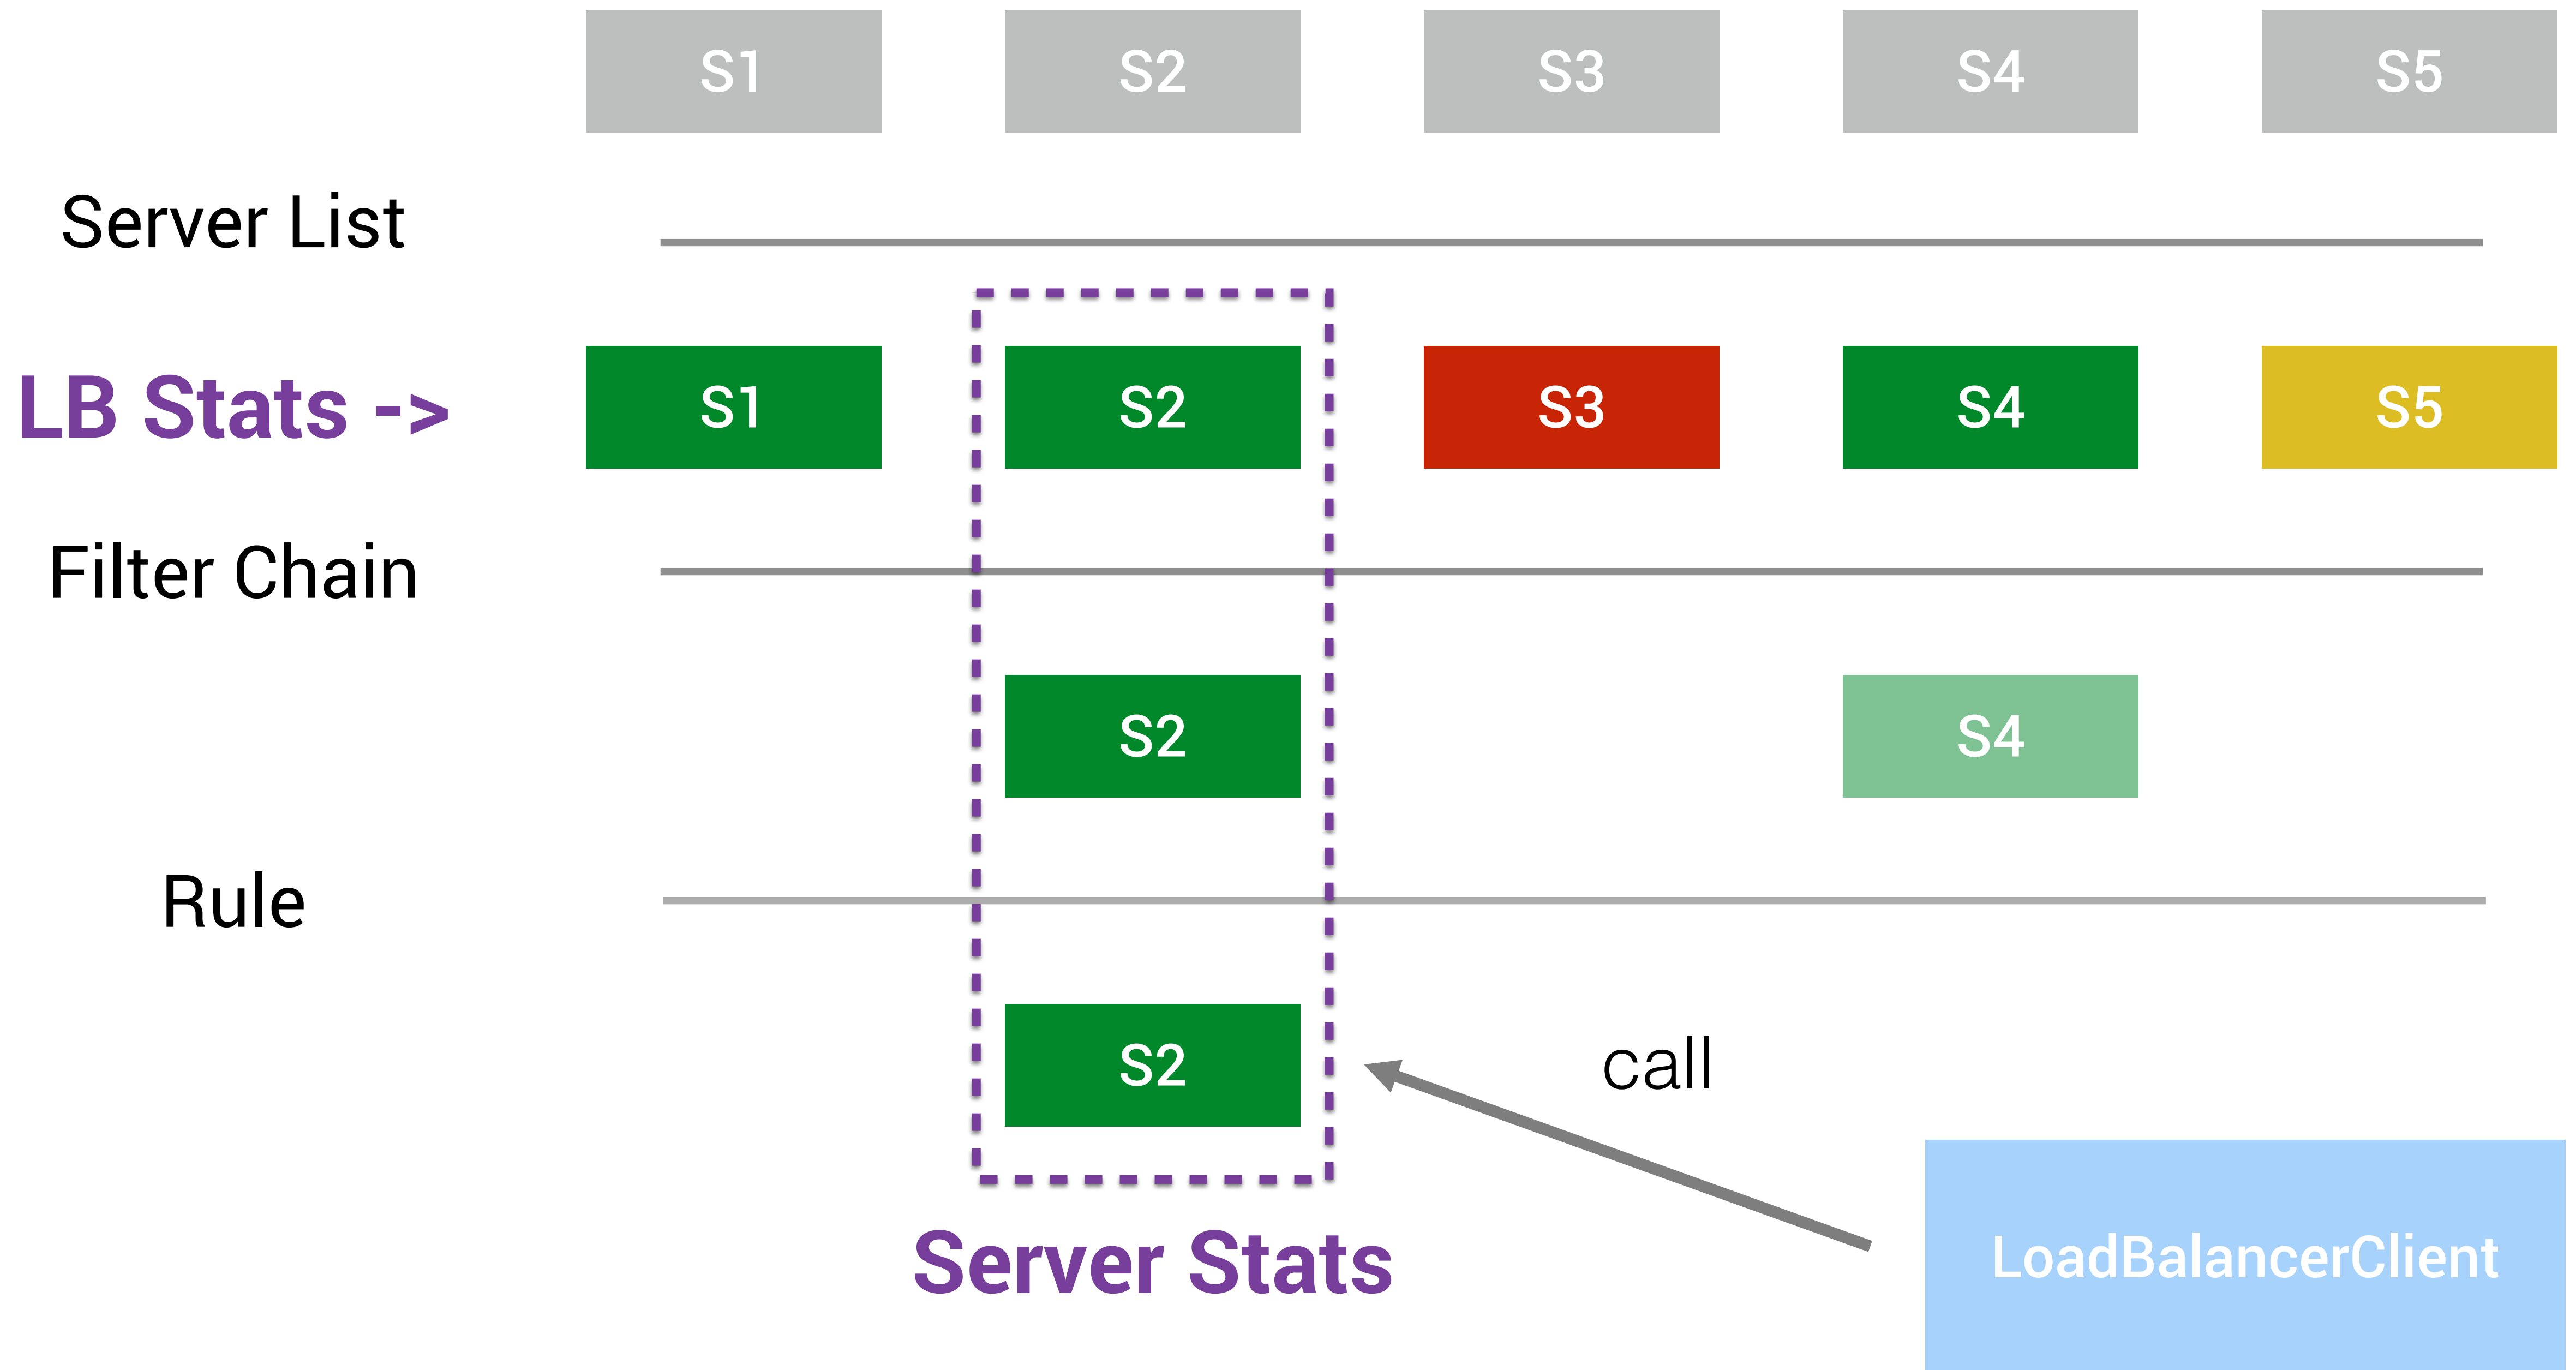 S1
S2
S3
S4
S5
Server List
LB Stats ->
S1
S2
S3
S4
S5
Filter Chain
S2
S4
Rule
S2
call
Server Stats
LoadBalancerClient